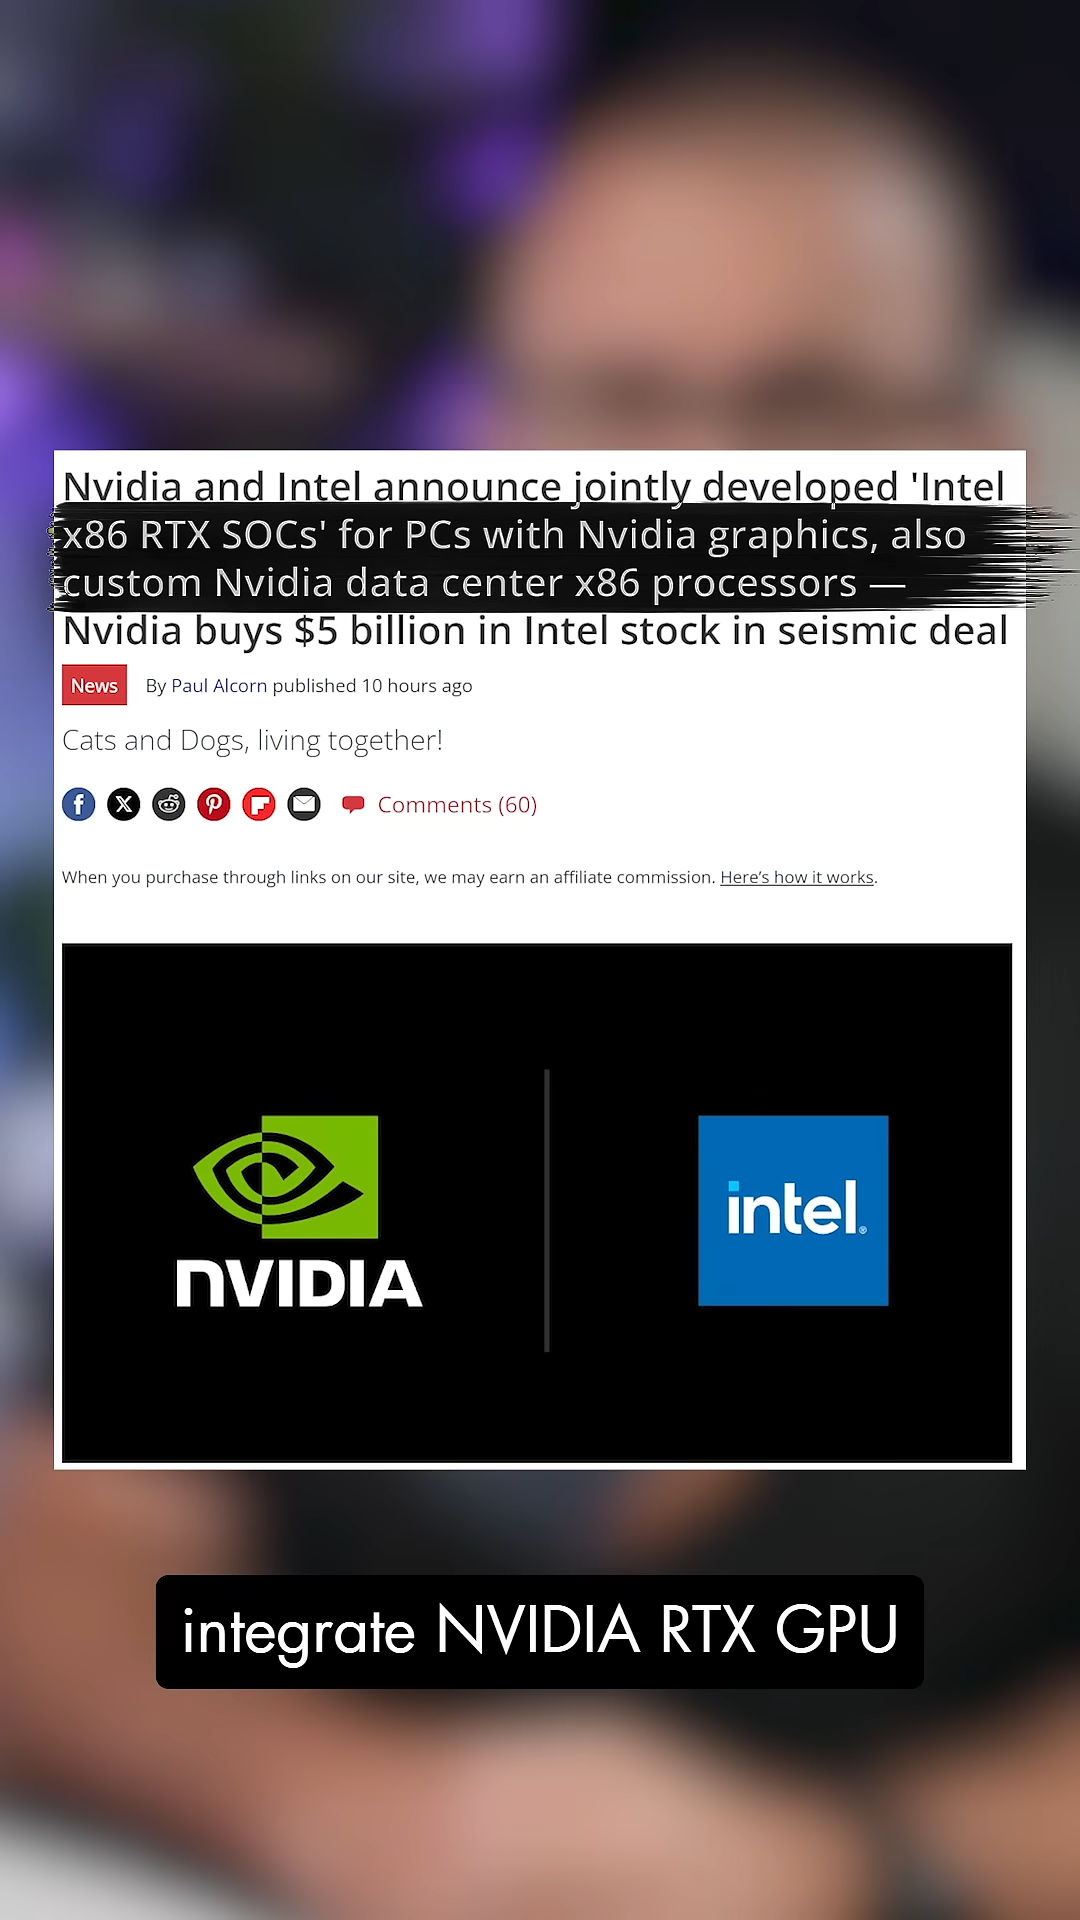 Nvidia and Intel announce jointly developed 'Intel
x86 RTX SOCs' for PCs with Nvidia graphics, also
custom Nvidia data center x86 processors —
Nvidia buys $5 billion in Intel stock in seismic deal
News By Paul Alcorn published 10 hours ago
Cats and Dogs, living together!
Comments (60)
When you purchase through links on our site, we may earn an affiliate commission. Here's how it works.
NVIDIA
intel®
integrate NVIDIA RTX GPU